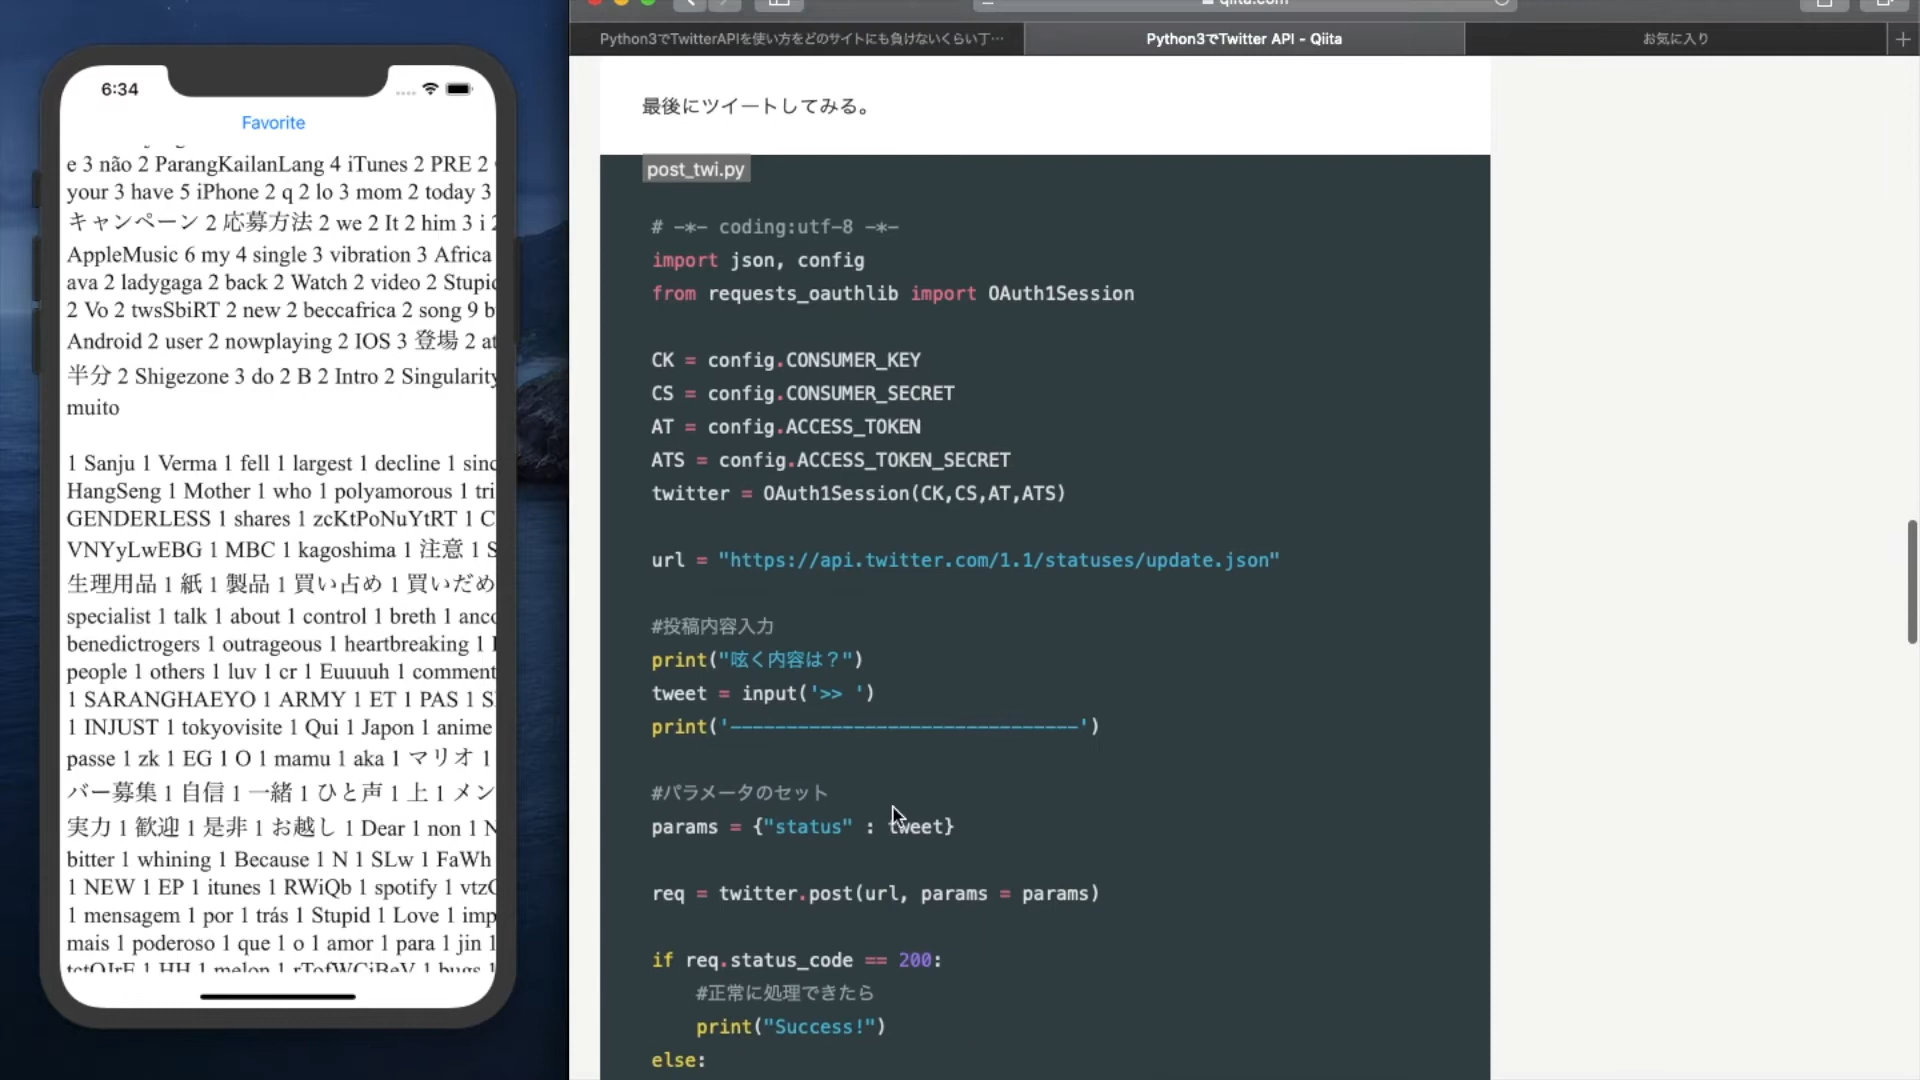 6:34
Favorite
e 3 não 2 ParangKailanLang 4 iTunes 2 PRE 2
your 3 have 5 iPhone 2 q 2 lo 3 mom 2 today 3
キャンペーン 2 応募方法 2 we 2 It 2 him 3 i 2
AppleMusic 6 my 4 single 3 vibration 3 Africa
ava 2 ladygaga 2 back 2 Watch 2 video 2 Stupid
2 Vo 2 twsSbiRT 2 new 2 beccafrica 2 song 9 b
Android 2 user 2 nowplaying 2 IOS 3 登場 2 at
半分 2 Shigezone 3 do 2 B 2 Intro 2 Singularity
muito
1 Sanju 1 Verma 1 fell 1 largest 1 decline 1 sinc
HangSeng 1 Mother 1 who 1 polyamorous 1 tri
GENDERLESS 1 shares 1 zcKtPoNuYtRT 1 C
VNYyLwEBG 1 MBC 1 kagoshima 1 注意 1 S
生理用品 1 紙 1 製品 1 買い占め 1 買いだめ
specialist 1 talk 1 about 1 control 1 breth 1 anco
benedictrogers 1 outrageous 1 heartbreaking 1
people 1 others 1 luv 1 cr 1 Euuuuh 1 comment
1 SARANGHAEYO 1 ARMY 1 ET 1 PAS 1 S
1 INJUST 1 tokyovisite 1 Qui 1 Japon 1 anime
passe 1 zk 1 EG 1 O 1 mamu 1 aka 1 マリオ 1
バー募集 1 自信 1 一緒 1 ひと声 1 上 1 メン
実力 1 歓迎 1 是非 1 お越し 1 Dear 1 non 1 N
bitter 1 whining 1 Because 1 N 1 SLw 1 FaWh
1 NEW 1 EP 1 itunes 1 RWiQb 1 spotify 1 vtzC
1 mensagem 1 por 1 trás 1 Stupid 1 Love 1 imp
mais 1 poderoso 1 que 1 o 1 amor 1 para 1 jin 1
1 HH 1 melon 1 1 bugs 1
qiita.com
Python3でTwitterAPIを使い方をどのサイトにも負けないくらい丁…
Python3でTwitter API - Qiita
お気に入り
最後にツイートしてみる。
post_twi.py
# -*- coding:utf-8 -*-
import json, config
from requests_oauthlib import OAuth1Session
CK = config.CONSUMER_KEY
CS = config.CONSUMER_SECRET
AT = config.ACCESS_TOKEN
ATS = config.ACCESS_TOKEN_SECRET
twitter = OAuth1Session(CK,CS,AT,ATS)
url = "https://api.twitter.com/1.1/statuses/update.json"
#投稿内容入力
print("呟く内容は？")
tweet = input('>> ')
print('-------------------------------')
#パラメータのセット
params = {"status" : tweet}
req = twitter.post(url, params = params)
if req.status_code == 200:
#正常に処理できたら
print("Success!")
else: